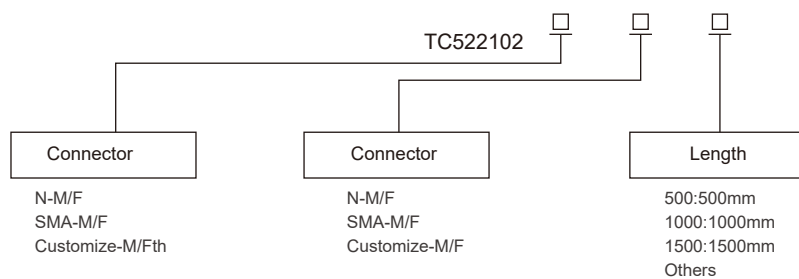 TC522102 □ □ □
Connector Connector Length
N-M/F N-M/F 500:500mm
SMA-M/F SMA-M/F 1000:1000mm
Customize-M/Fth Customize-M/F 1500:1500mm
Others